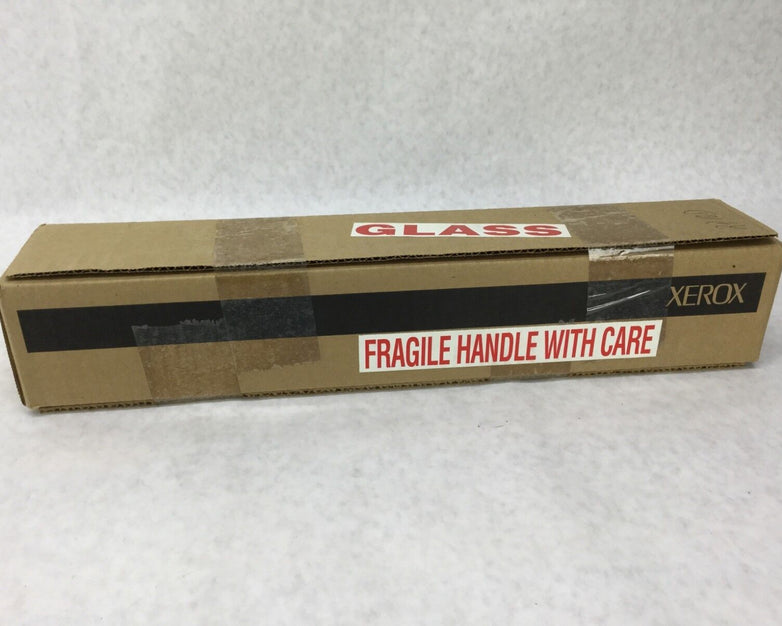 GLASS
XEROX
FRAGILE HANDLE WITH CARE